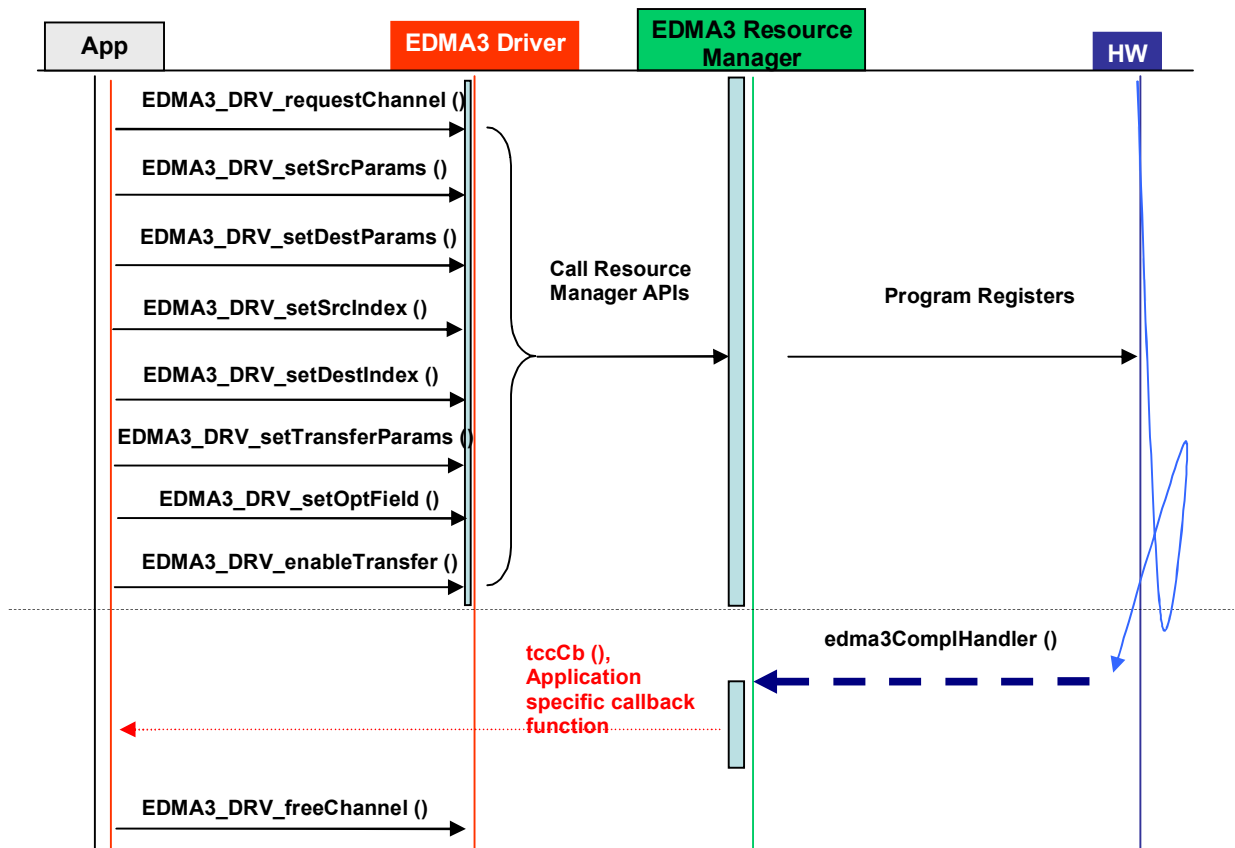 App
EDMA3 Driver
EDMA3 Resource
Manager
HW
EDMA3_DRV_requestChannel ()
EDMA3_DRV_setSrcParams ()
EDMA3_DRV_setDestParams ()
EDMA3_DRV_setSrcIndex ()
EDMA3_DRV_setDestIndex ()
EDMA3_DRV_setTransferParams ()
EDMA3_DRV_setOptField ()
EDMA3_DRV_enableTransfer ()
Call Resource
Manager APIs
Program Registers
edma3ComplHandler ()
tccCb (),
Application
specific callback
function
EDMA3_DRV_freeChannel ()